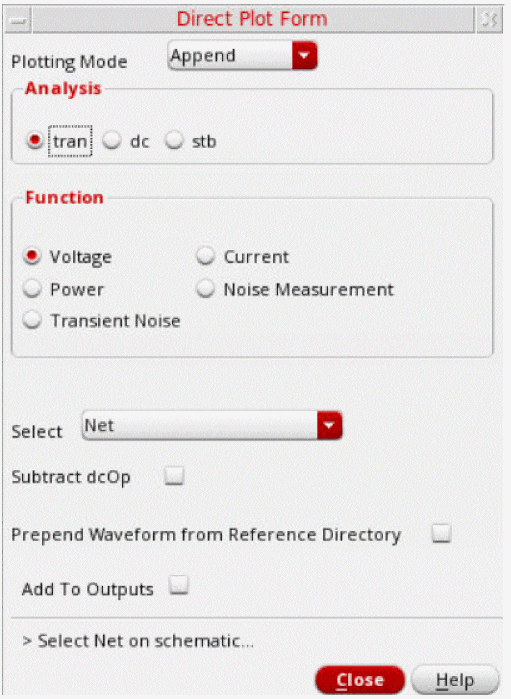 Direct Plot Form
Plotting Mode Append
Analysis
tran dc stb
Function
Voltage Current
Power Noise Measurement
Transient Noise
Select Net
Subtract dcOp
Prepend Waveform from Reference Directory
Add To Outputs
> Select Net on schematic...
Close Help